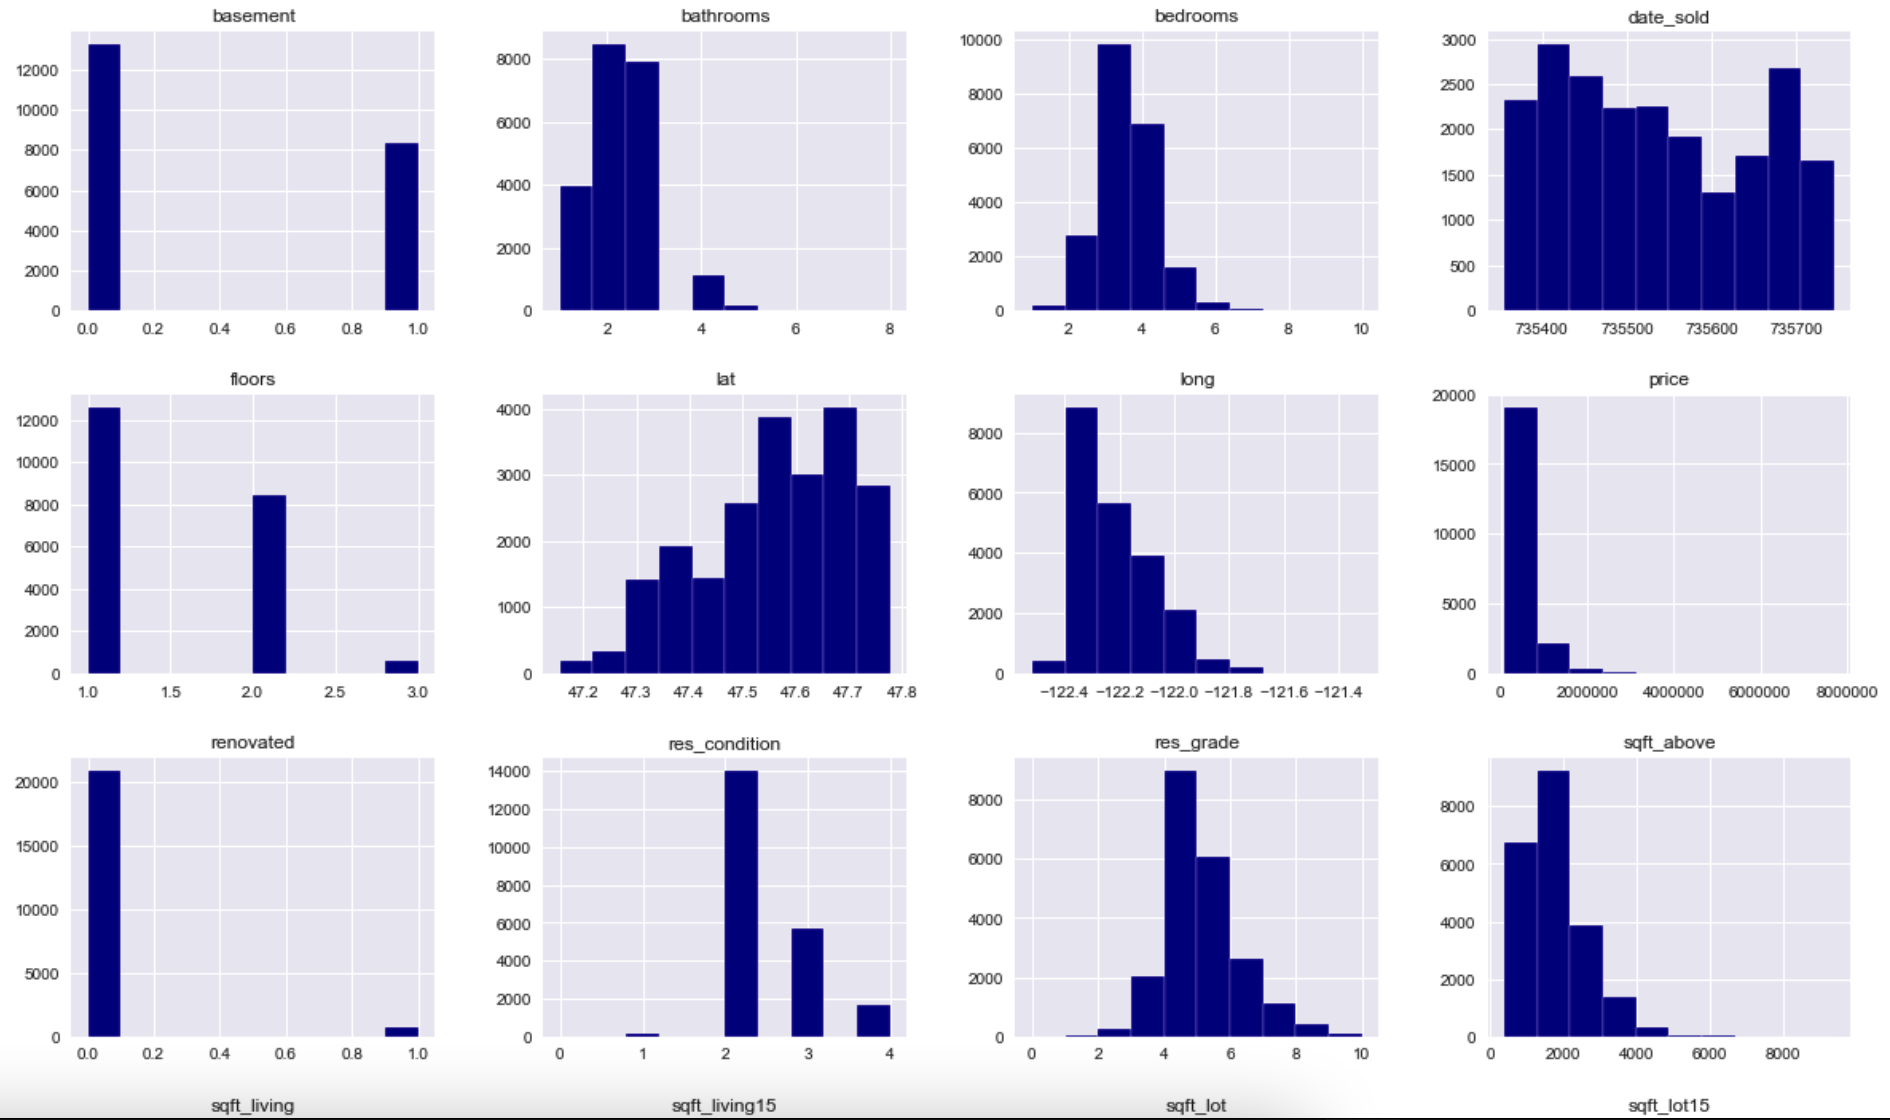 basement bathrooms bedrooms date_sold
12000 8000 10000 3000
10000 6000 8000 2500
8000 4000 6000 2000
6000 2000 4000 1500
4000 0 2000 1000
2000 0 500
0 0
0.0 0.2 0.4 0.6 0.8 1.0 2 4 6 8 2 4 6 8 10 735400 735500 735600 735700
floors lat long price
12000 4000 8000 20000
10000 3000 6000 15000
8000 2000 4000 10000
6000 1000 2000 5000
4000 0 0 0
2000
0
1.0 1.5 2.0 2.5 3.0 47.2 47.3 47.4 47.5 47.6 47.7 47.8 −122.4 −122.2 −122.0 −121.8 −121.6 −121.4 0 2000000 4000000 6000000 8000000
renovated res_condition res_grade sqft_above
20000 14000 8000 8000
15000 12000 6000 6000
10000 10000 4000 4000
5000 8000 2000 2000
0 6000 0 0
4000
2000
0
0.0 0.2 0.4 0.6 0.8 1.0 0 1 2 3 4 0 2 4 6 8 10 0 2000 4000 6000 8000
sqft_living sqft_living15 sqft_lot sqft_lot15